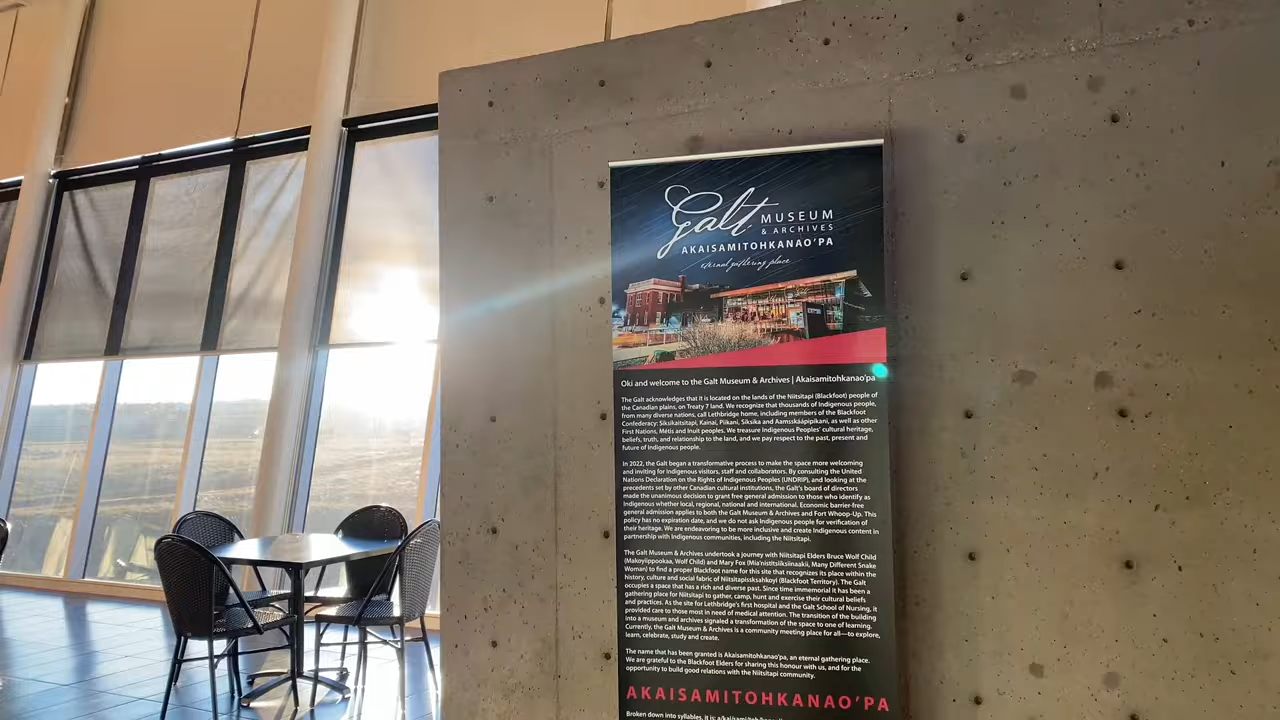 Galt MUSEUM
& ARCHIVES
AKAISAMITOHKANAO'PA
eternal gathering place
Oki and welcome to the Galt Museum & Archives | Akaisamitohkanao'pa
The Galt acknowledges that it is located on the lands of the Niitsitapi (Blackfoot) people of
the Canadian plains, on Treaty 7 land. We recognize that thousands of Indigenous people,
from many diverse nations, call Lethbridge home, including members of the Blackfoot
Confederacy: Siksikaitsitapi, Kainai, Piikani, Siksika and Aamsskáápipikani, as well as other
First Nations, Métis and Inuit peoples. We treasure Indigenous Peoples' cultural heritage,
beliefs, truth, and relationship to the land, and we pay respect to the past, present and
future of Indigenous people.
In 2022, the Galt began a transformative process to make the space more welcoming
and inviting for Indigenous visitors, staff and collaborators. By consulting the United
Nations Declaration on the Rights of Indigenous Peoples (UNDRIP), and looking at the
precedents set by other Canadian cultural institutions, the Galt's board of directors
made the unanimous decision to grant free general admission to those who identify as
Indigenous whether local, regional, national and international. Economic barrier-free
general admission applies to both the Galt Museum & Archives and Fort Whoop-Up. This
policy has no expiration date, and we do not ask Indigenous people for verification of
their heritage. We are endeavoring to be more inclusive and create Indigenous content in
partnership with Indigenous communities, including the Niitsitapi.
The Galt Museum & Archives undertook a journey with Niitsitapi Elders Bruce Wolf Child
(Makoyiippookaa, Wolf Child) and Mary Fox (Mia'nistitsiiksiinaakii, Many Different Snake
Woman) to find a proper Blackfoot name for this site that recognizes its place within the
history, culture and social fabric of Niitsitapissksahkoyi (Blackfoot Territory). The Galt
occupies a space that has a rich and diverse past. Since time immemorial it has been a
gathering place for Niitsitapi to gather, camp, hunt and exercise their cultural beliefs
and practices. As the site for Lethbridge's first hospital and the Galt School of Nursing, it
provided care to those most in need of medical attention. The transition of the building
into a museum and archives signaled a transformation of the space to one of learning.
Currently, the Galt Museum & Archives is a community meeting place for all—to explore,
learn, celebrate, study and create.
The name that has been granted is Akaisamitohkanao'pa, an eternal gathering place.
We are grateful to the Blackfoot Elders for sharing this honour with us, and for the
opportunity to build good relations with the Niitsitapi community.
AKAISAMITOHKANAO'PA
Broken down into syllables, it is: